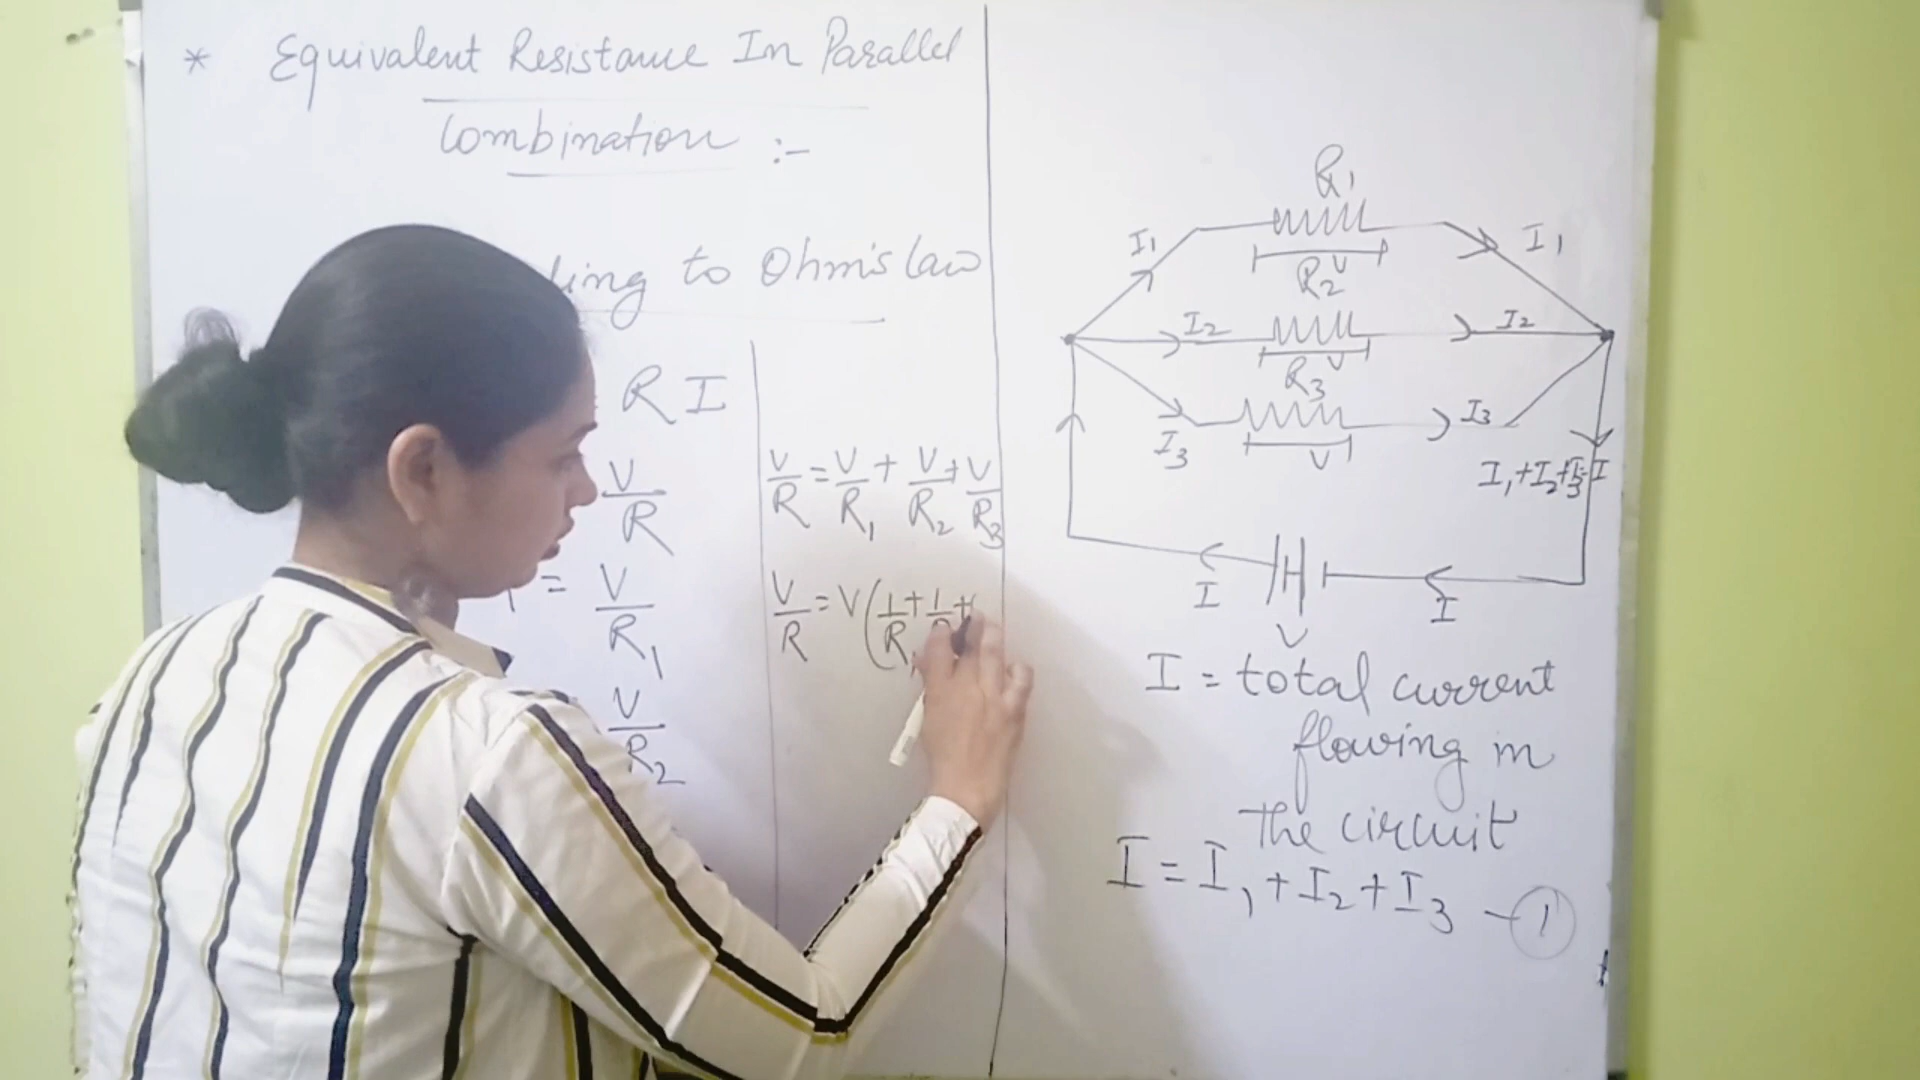 * Equivalent Resistance In Parallel
Combination :-
to Ohm's law
R I
V/R
= V/R1
V/R2
V/R = V/R1 + V/R2 + V/R3
V/R = V(1/R1 + 1/R +
R1
I1 I1
V
R2
I2 I2
V
R3
I3 I3
V
I1+I2+I3=I
I I
V
I = total current
flowing in
the circuit
I = I1 + I2 + I3 - 1